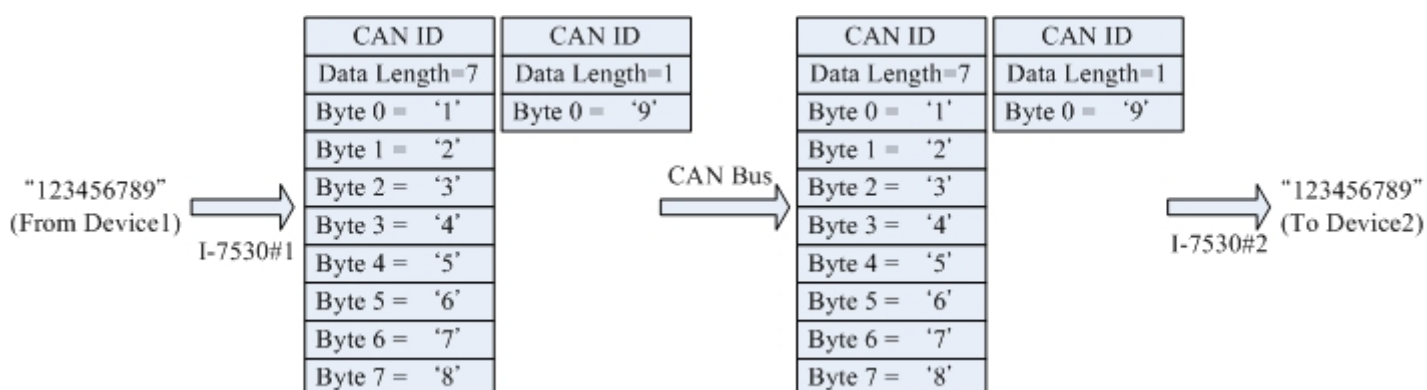 CAN ID
Data Length=7
Byte 0 = ‘1’
Byte 1 = ‘2’
Byte 2 = ‘3’
Byte 3 = ‘4’
Byte 4 = ‘5’
Byte 5 = ‘6’
Byte 6 = ‘7’
Byte 7 = ‘8’
CAN ID
Data Length=1
Byte 0 = ‘9’
"123456789"
(From Device1)
I-7530#1
CAN Bus
CAN ID
Data Length=7
Byte 0 = ‘1’
Byte 1 = ‘2’
Byte 2 = ‘3’
Byte 3 = ‘4’
Byte 4 = ‘5’
Byte 5 = ‘6’
Byte 6 = ‘7’
Byte 7 = ‘8’
CAN ID
Data Length=1
Byte 0 = ‘9’
I-7530#2
"123456789"
(To Device2)